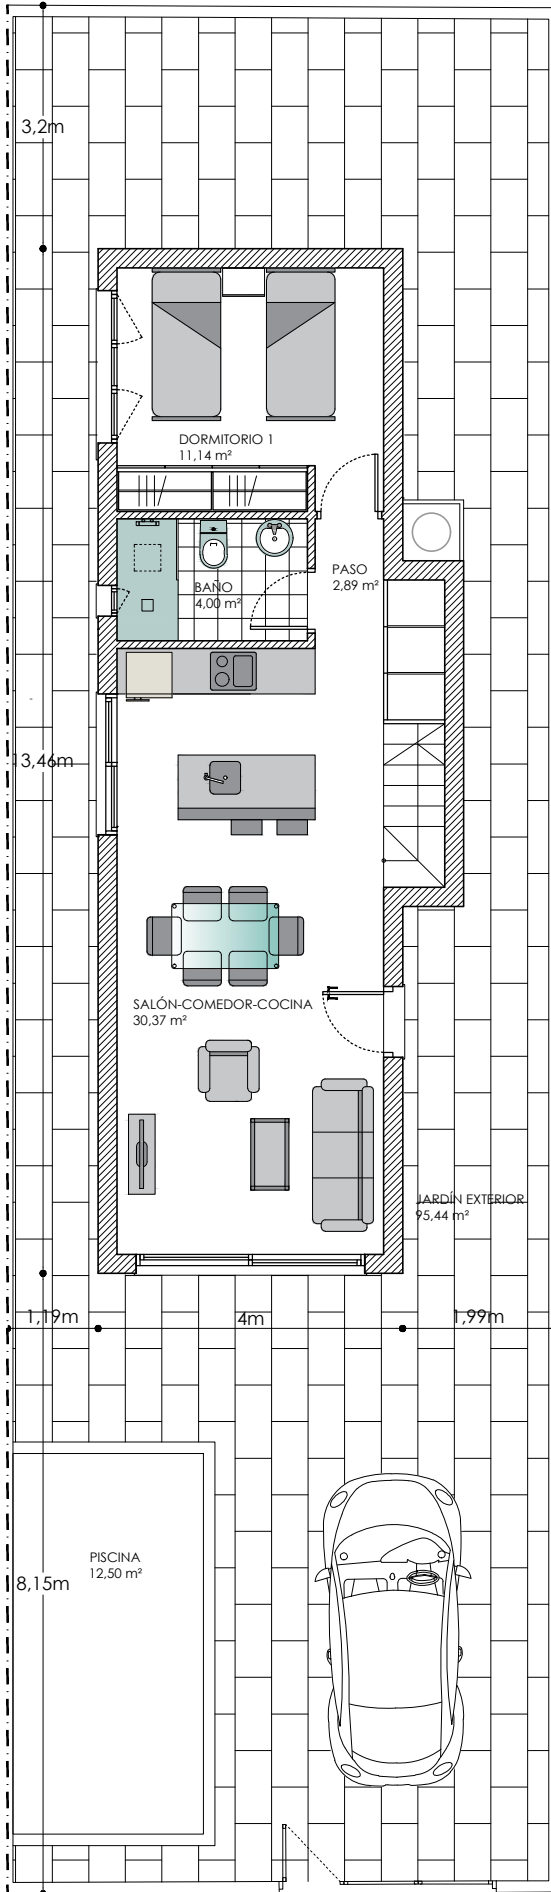 3,2m
DORMITORIO 1
11,14 m²
PASO
2,89 m²
BAÑO
4,00 m²
13,46m
SALÓN-COMEDOR-COCINA
30,37 m²
JARDÍN EXTERIOR
95,44 m²
1,19m
4m
1,99m
PISCINA
12,50 m²
8,15m